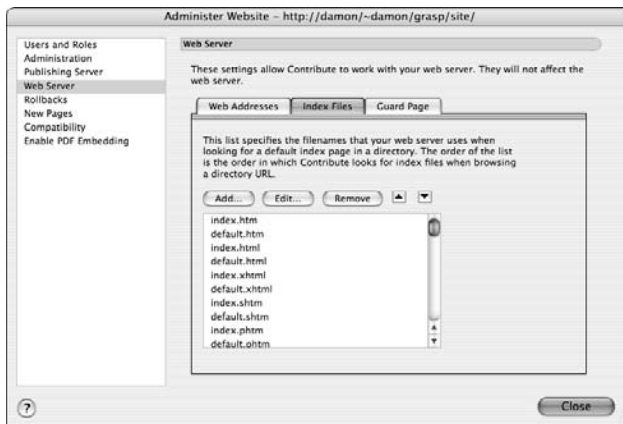 Administer Website – http://damon/~damon/grasp/site/
Users and Roles
Administration
Publishing Server
Web Server
Rollbacks
New Pages
Compatibility
Enable PDF Embedding
Web Server
These settings allow Contribute to work with your web server. They will not affect the
web server.
Web Addresses
Index Files
Guard Page
This list specifies the filenames that your web server uses when
looking for a default index page in a directory. The order of the list
is the order in which Contribute looks for index files when browsing
a directory URL.
Add...
Edit...
Remove
index.htm
default.htm
index.html
default.html
index.xhtml
default.xhtml
index.shtm
default.shtm
index.phtm
default.phtm
?
Close